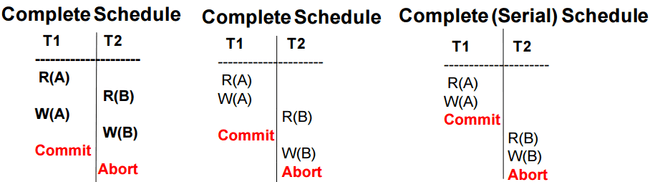 Complete Schedule
T1 T2
R(A)
R(B)
W(A)
W(B)
Commit
Abort
Complete Schedule
T1 T2
R(A)
W(A)
R(B)
Commit
W(B)
Abort
Complete (Serial) Schedule
T1 T2
R(A)
W(A)
Commit
R(B)
W(B)
Abort